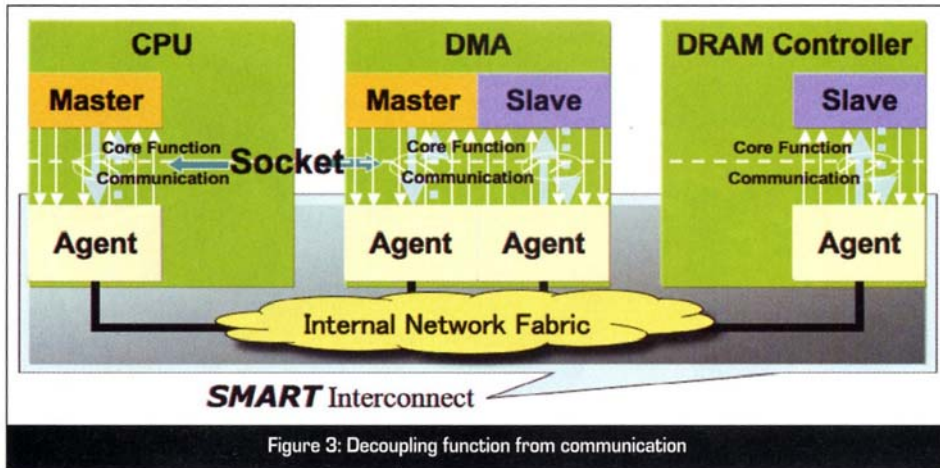 CPU
DMA
DRAM Controller
Master
Master
Slave
Slave
Core Function
Socket
Core Function
Core Function
Communication
Communication
Communication
Agent
Agent
Agent
Agent
Internal Network Fabric
SMART Interconnect
Figure 3: Decoupling function from communication